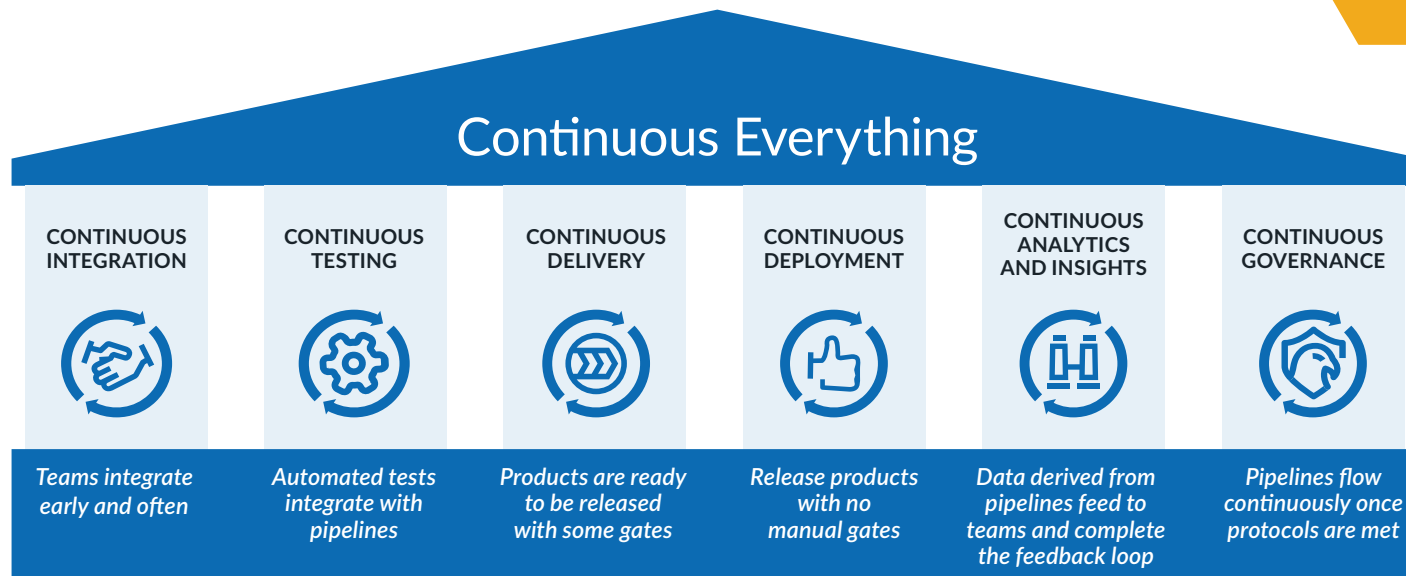 Continuous Everything
CONTINUOUS
INTEGRATION
CONTINUOUS
TESTING
CONTINUOUS
DELIVERY
CONTINUOUS
DEPLOYMENT
CONTINUOUS
ANALYTICS
AND INSIGHTS
CONTINUOUS
GOVERNANCE
Teams integrate
early and often
Automated tests
integrate with
pipelines
Products are ready
to be released
with some gates
Release products
with no
manual gates
Data derived from
pipelines feed to
teams and complete
the feedback loop
Pipelines flow
continuously once
protocols are met